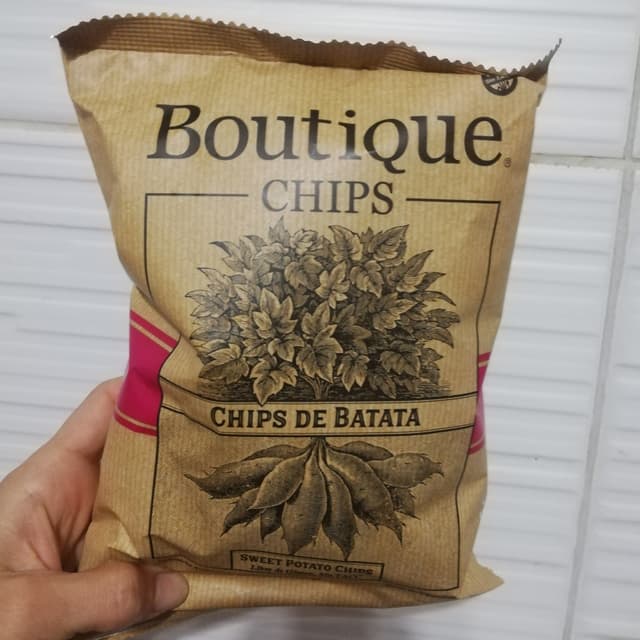 Boutique®
CHIPS
CHIPS DE BATATA
SWEET POTATO CHIPS